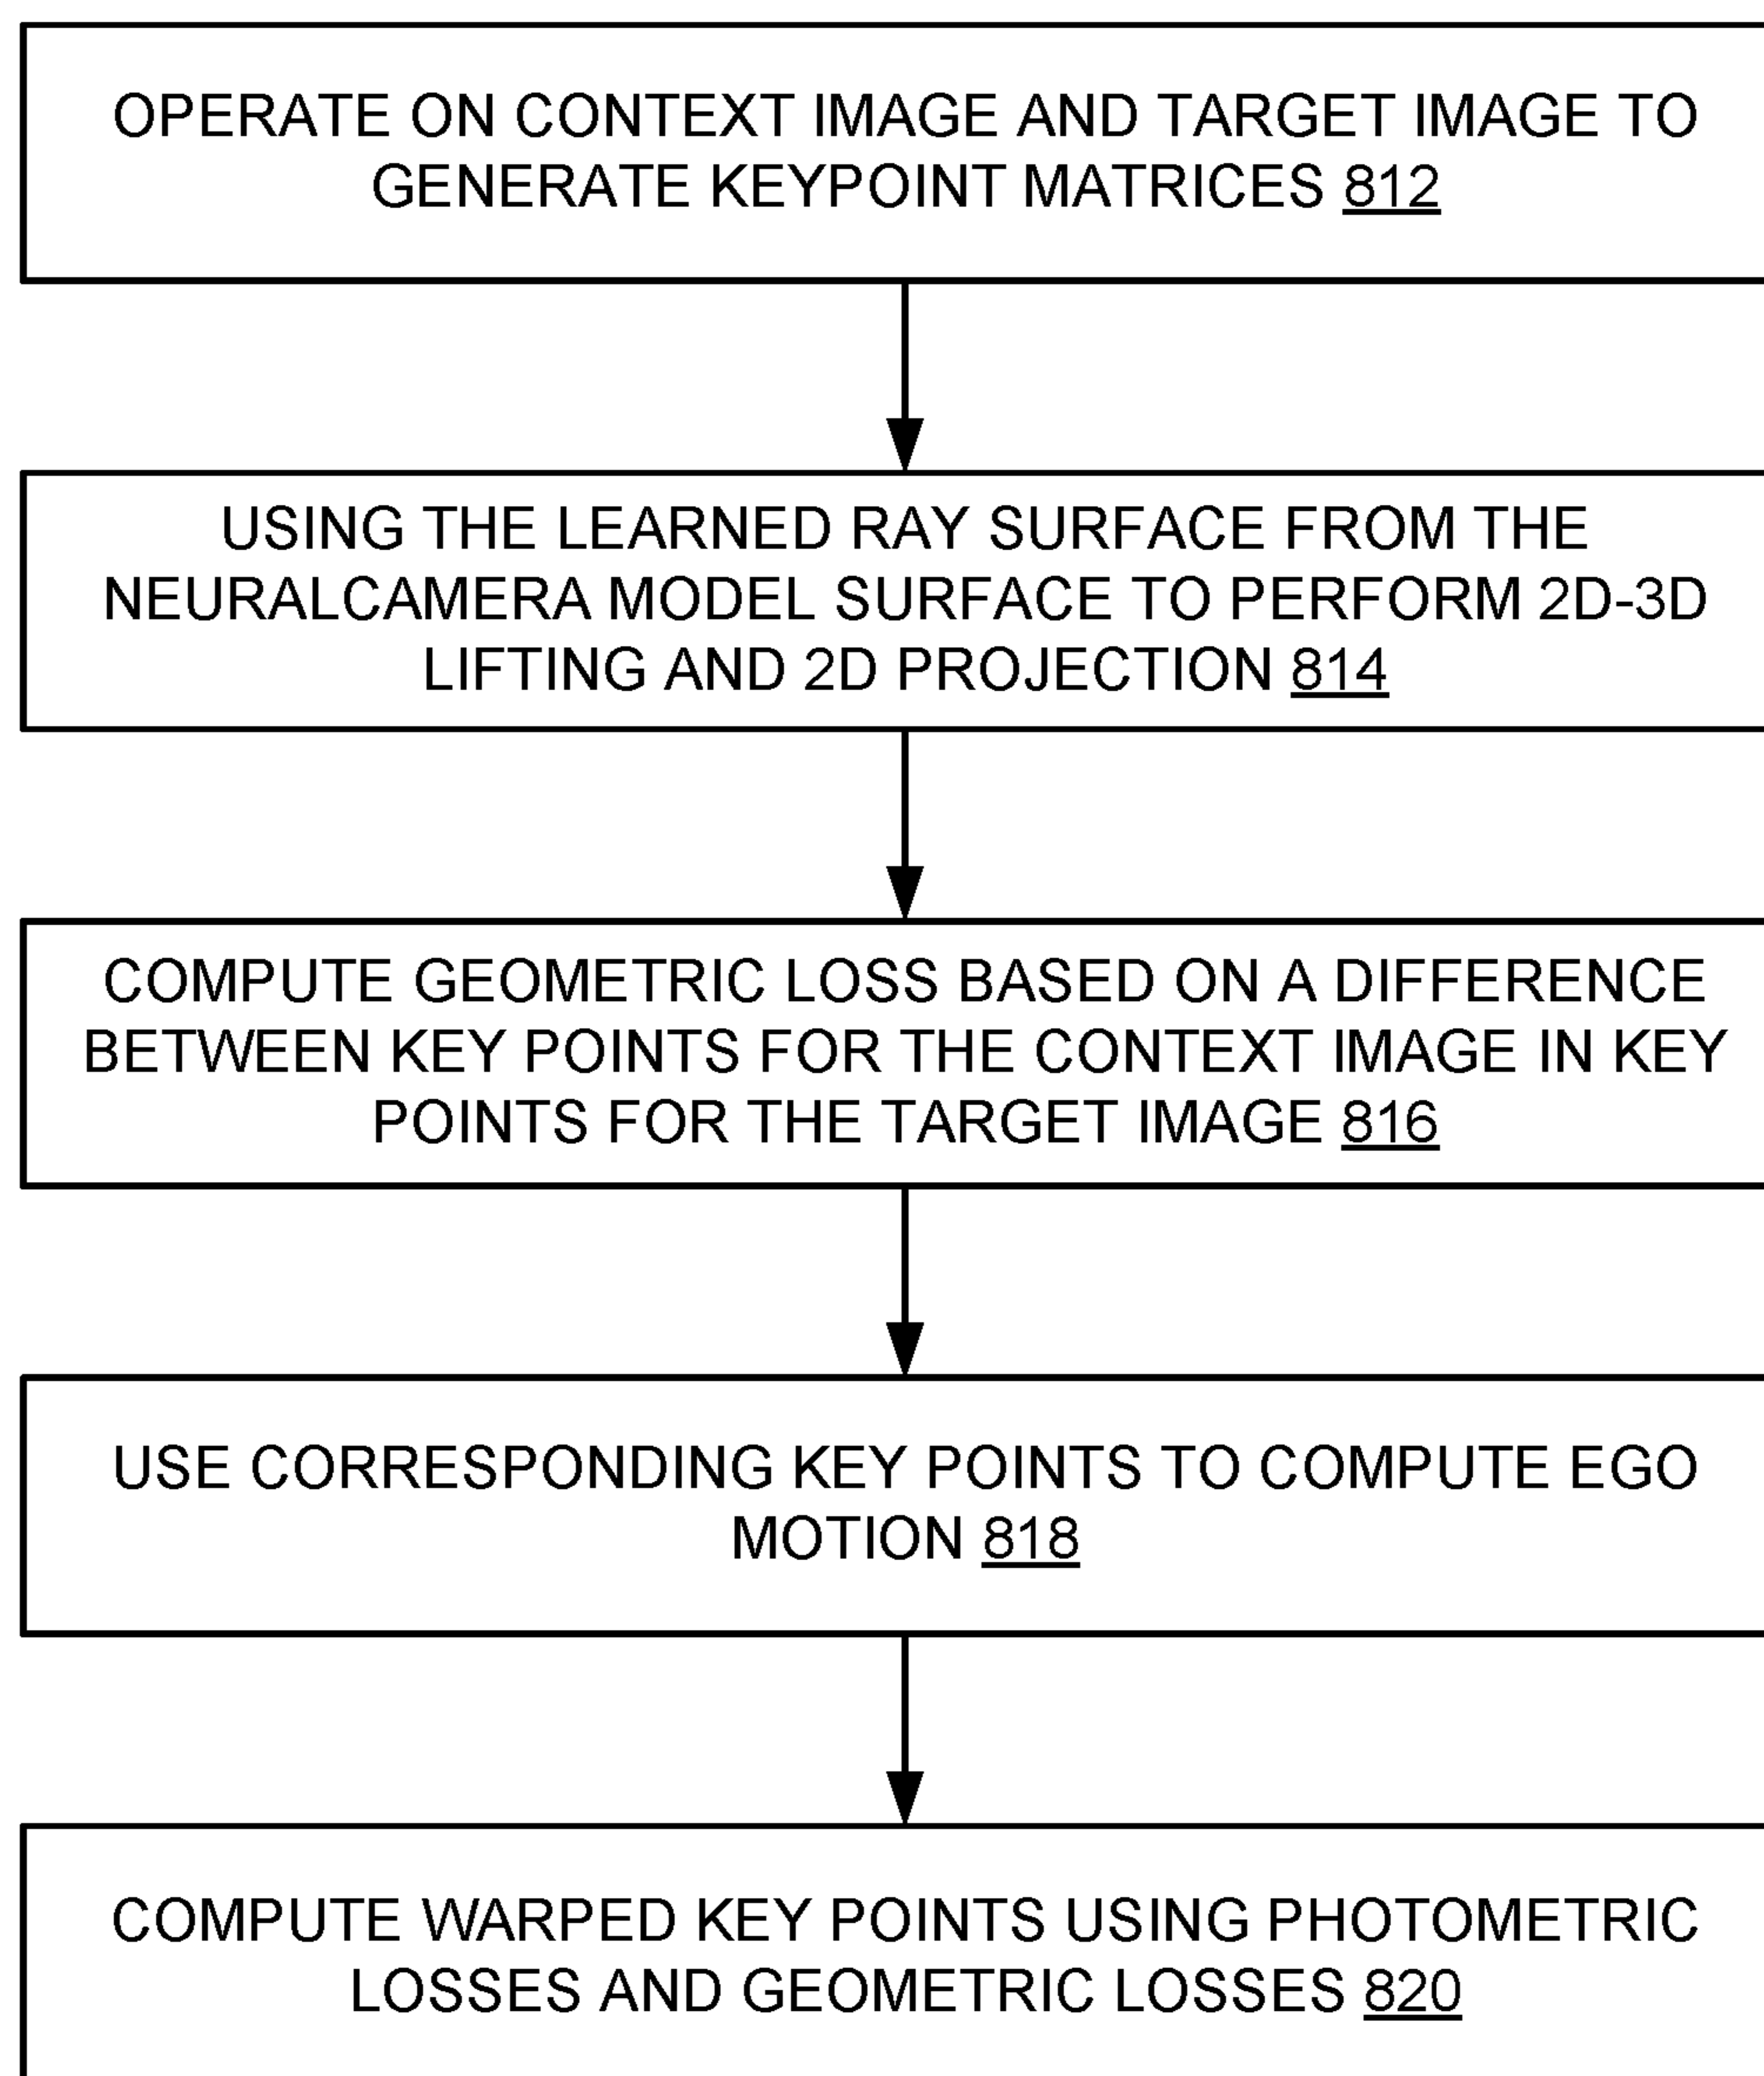 OPERATE ON CONTEXT IMAGE AND TARGET IMAGE TO
GENERATE KEYPOINT MATRICES 812
USING THE LEARNED RAY SURFACE FROM THE
NEURALCAMERA MODEL SURFACE TO PERFORM 2D-3D
LIFTING AND 2D PROJECTION 814
COMPUTE GEOMETRIC LOSS BASED ON A DIFFERENCE
BETWEEN KEY POINTS FOR THE CONTEXT IMAGE IN KEY
POINTS FOR THE TARGET IMAGE 816
USE CORRESPONDING KEY POINTS TO COMPUTE EGO
MOTION 818
COMPUTE WARPED KEY POINTS USING PHOTOMETRIC
LOSSES AND GEOMETRIC LOSSES 820